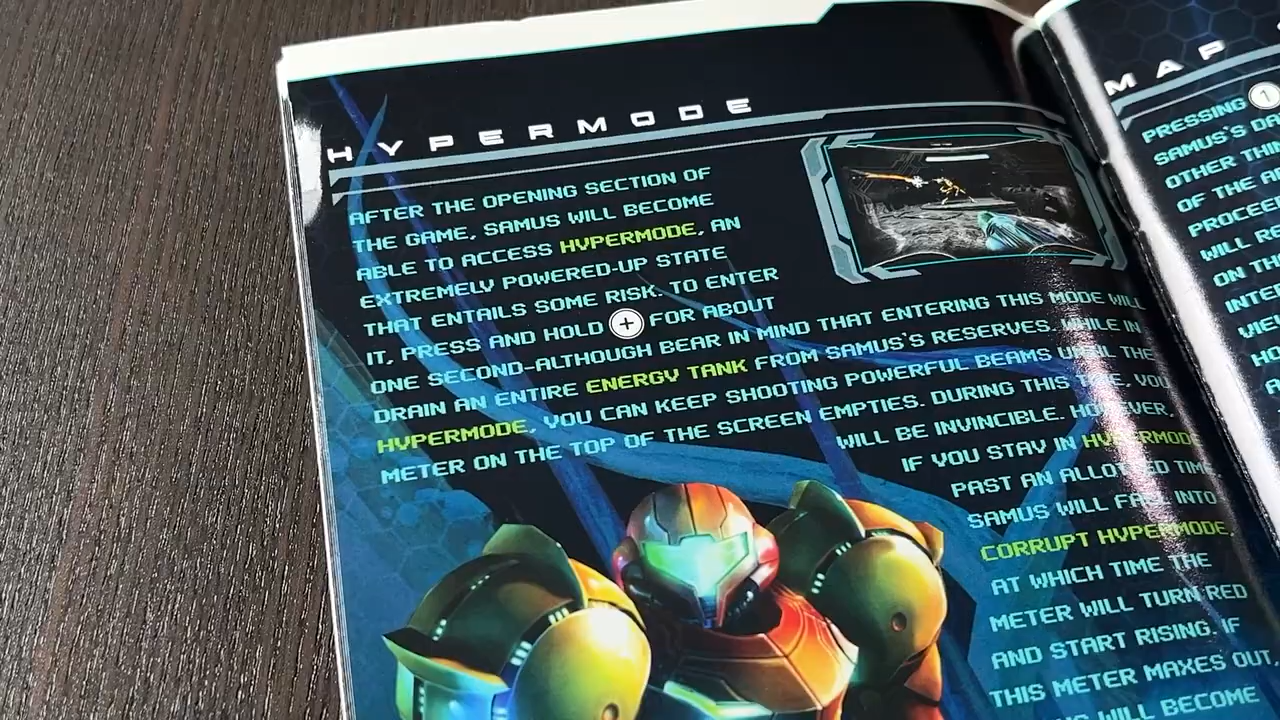 HYPERMODE
AFTER THE OPENING SECTION OF
THE GAME, SAMUS WILL BECOME
ABLE TO ACCESS HYPERMODE, AN
EXTREMELY POWERED-UP STATE
THAT ENTAILS SOME RISK. TO ENTER
IT, PRESS AND HOLD + FOR ABOUT
ONE SECOND-ALTHOUGH BEAR IN MIND THAT ENTERING THIS MODE WILL
DRAIN AN ENTIRE ENERGY TANK FROM SAMUS'S RESERVES. WHILE IN
HYPERMODE, YOU CAN KEEP SHOOTING POWERFUL BEAMS UNTIL THE
METER ON THE TOP OF THE SCREEN EMPTIES. DURING THIS TIME, YOU
WILL BE INVINCIBLE. HOWEVER,
IF YOU STAY IN HYPERMODE
PAST AN ALLOTTED TIME,
SAMUS WILL FALL INTO
CORRUPT HYPERMODE,
AT WHICH TIME THE
METER WILL TURN RED
AND START RISING. IF
THIS METER MAXES OUT,
WILL BECOME
MAP
PRESSING 1
SAMUS'S
OTHER
OF THE
WILL
ON